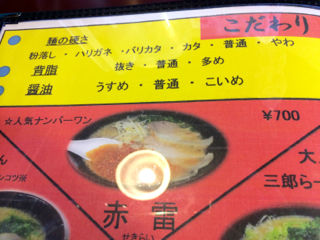 こだわり
麺の硬さ
粉落し・ハリガネ・バリカタ・カタ・普通・やわ
背脂 抜き・普通・多め
醤油 うすめ・普通・こいめ
☆人気ナンバーワン ¥700
赤雷
せきらい
三郎らー